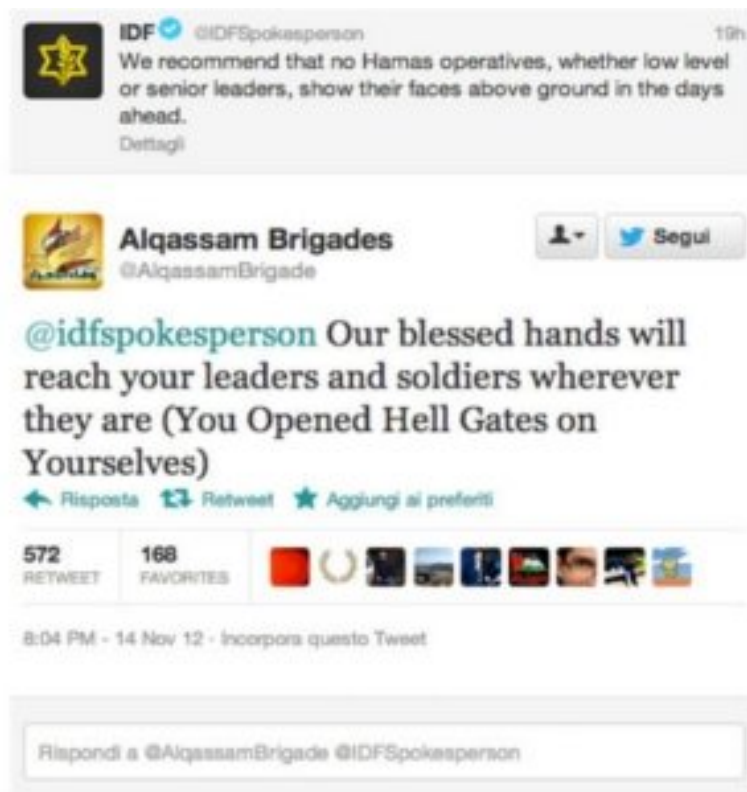 IDF @IDFSpokesperson 19h
We recommend that no Hamas operatives, whether low level
or senior leaders, show their faces above ground in the days
ahead.
Dettagli
Alqassam Brigades
@AlqassamBrigade
Segui
@idfspokesperson Our blessed hands will
reach your leaders and soldiers wherever
they are (You Opened Hell Gates on
Yourselves)
Risposta Retweet Aggiungi ai preferiti
572 168
RETWEET FAVORITES
8:04 PM - 14 Nov 12 · Incorpora questo Tweet
Rispondi a @AlqassamBrigade @IDFSpokesperson